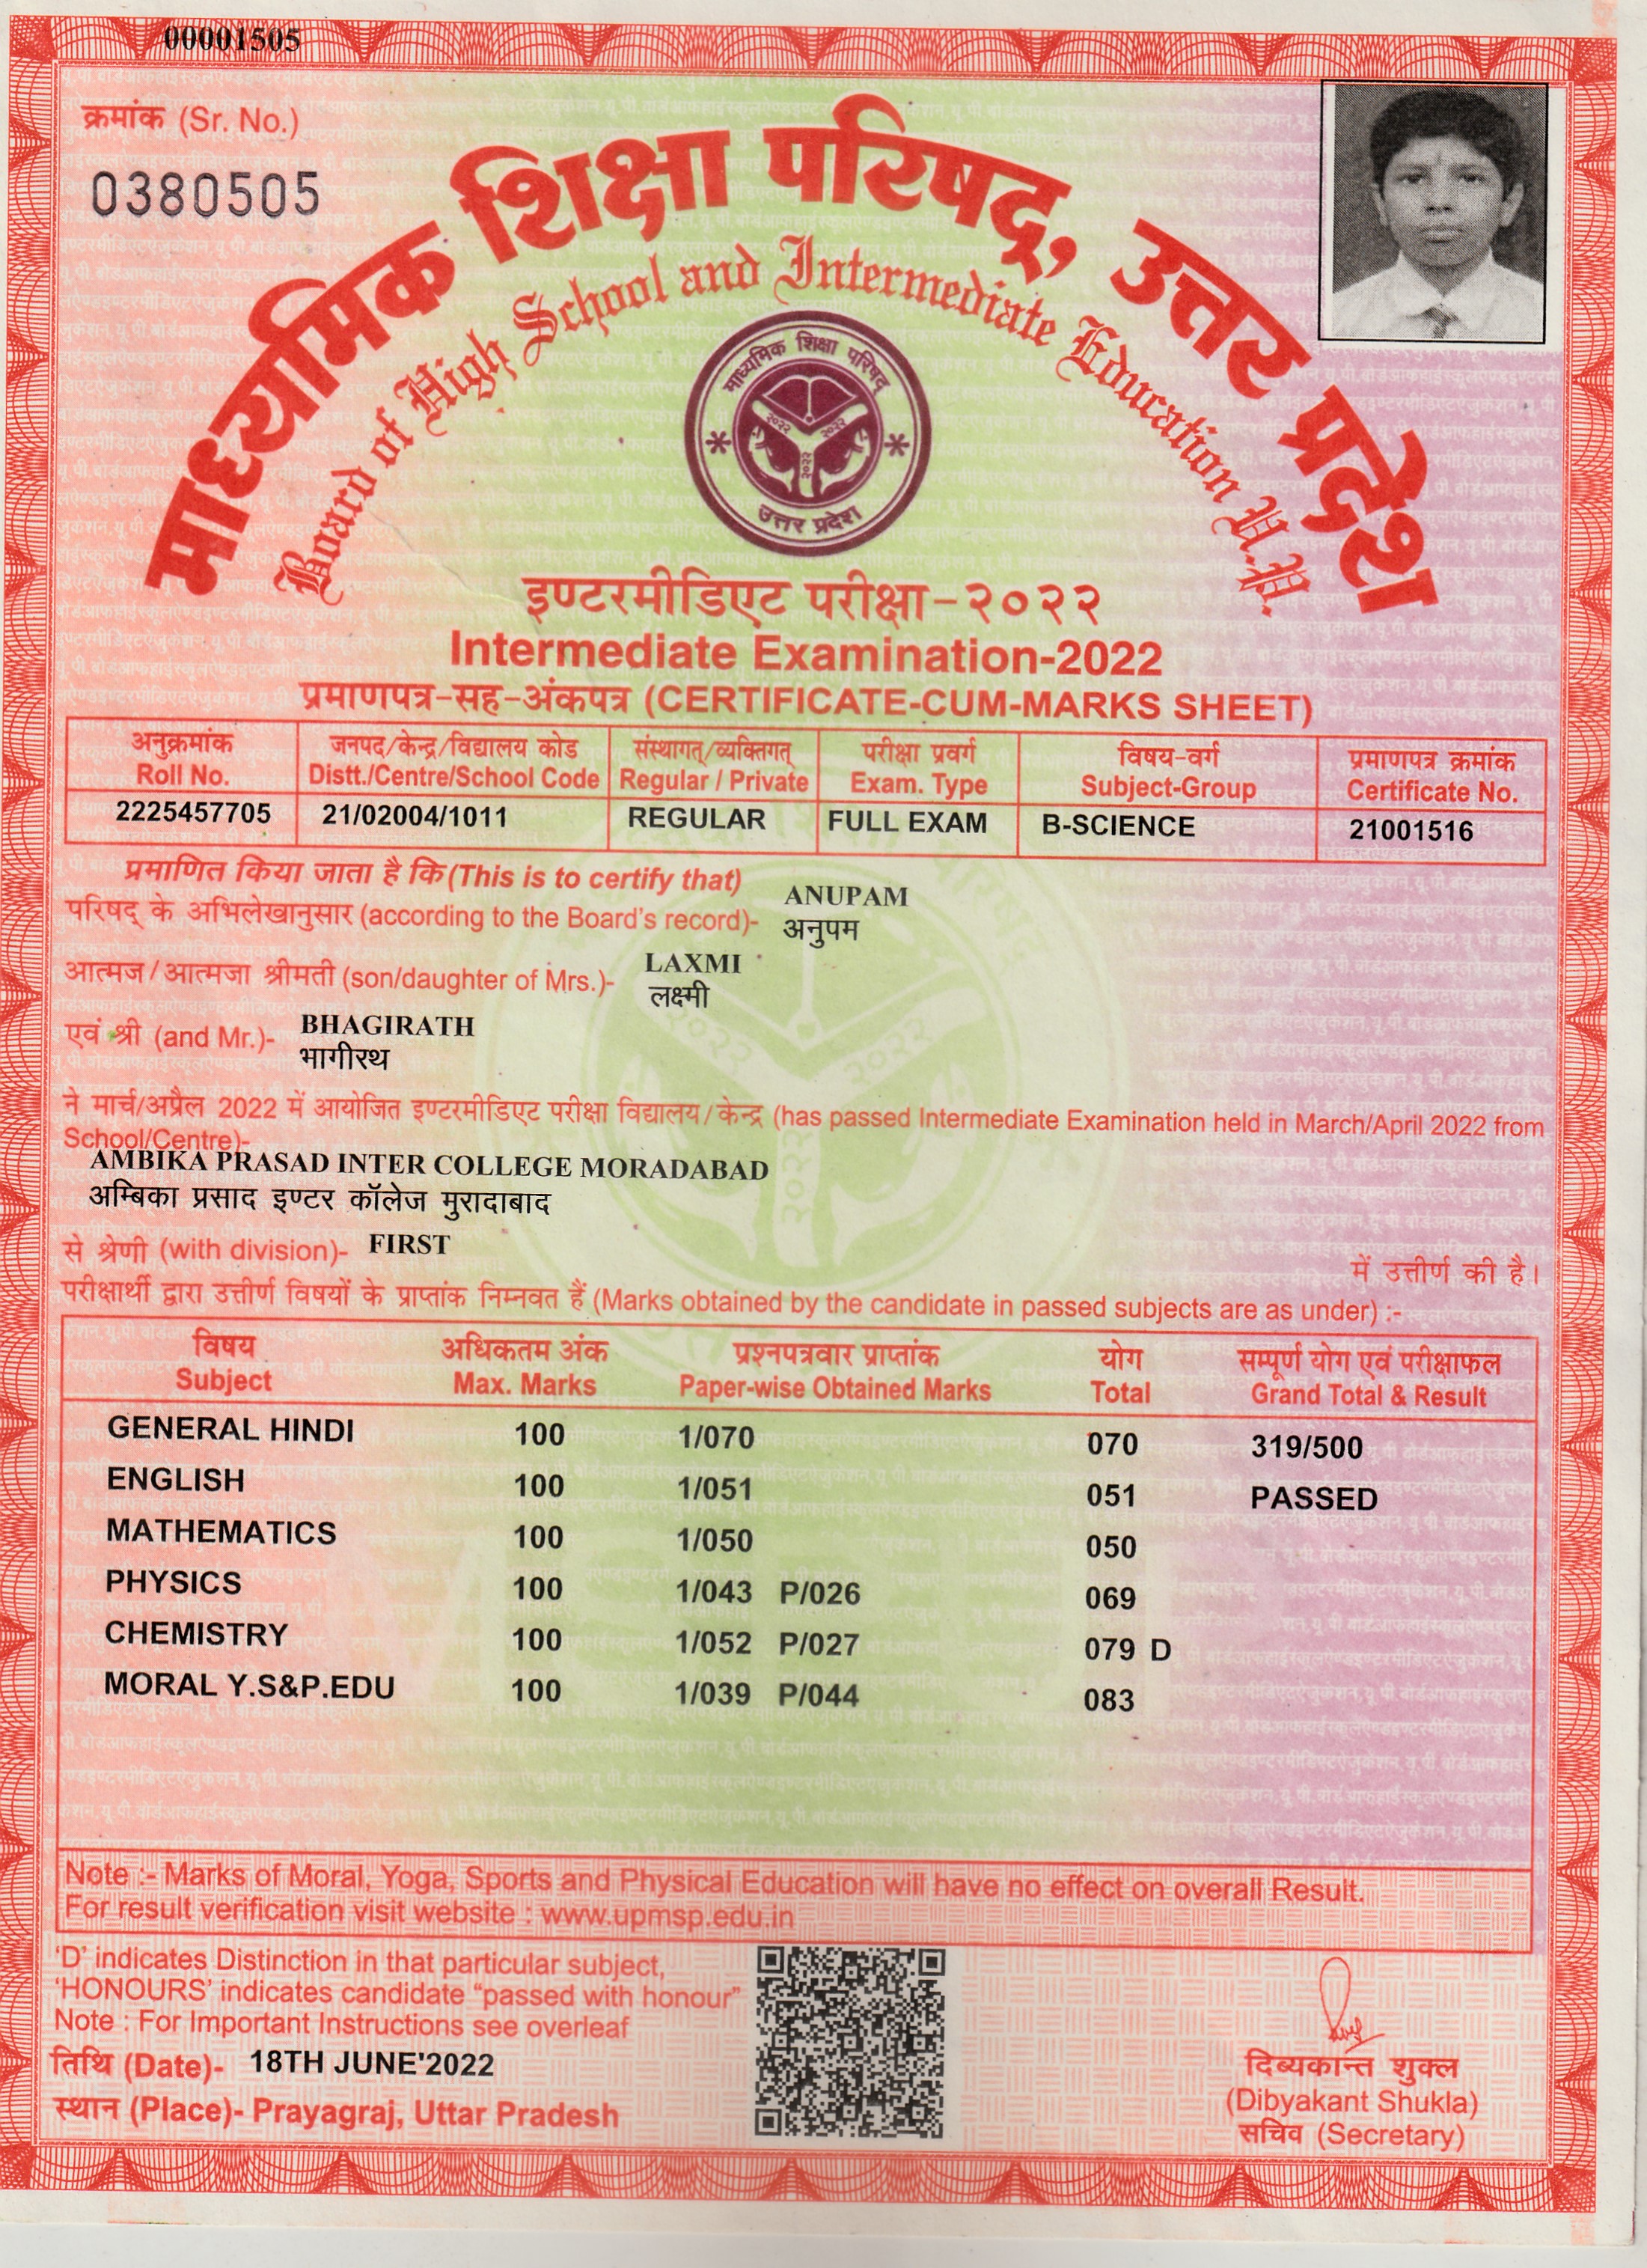 00001505
क्रमांक (Sr. No.)
0380505
माध्यमिक शिक्षा परिषद्, उत्तर प्रदेश
Board of High School and Intermediate Education U.P.
माध्यमिक शिक्षा परिषद्
२०२२ २०२२
२०२२
उत्तर प्रदेश
इण्टरमीडिएट परीक्षा-२०२२
Intermediate Examination-2022
प्रमाणपत्र-सह-अंकपत्र (CERTIFICATE-CUM-MARKS SHEET)
अनुक्रमांक जनपद/केन्द्र/विद्यालय कोड संस्थागत्/व्यक्तिगत् परीक्षा प्रवर्ग विषय-वर्ग प्रमाणपत्र क्रमांक
Roll No. Distt./Centre/School Code Regular / Private Exam. Type Subject-Group Certificate No.
2225457705 21/02004/1011 REGULAR FULL EXAM B-SCIENCE 21001516
प्रमाणित किया जाता है कि (This is to certify that) ANUPAM
परिषद् के अभिलेखानुसार (according to the Board's record)- अनुपम
LAXMI
आत्मज/आत्मजा श्रीमती (son/daughter of Mrs.)- लक्ष्मी
BHAGIRATH
एवं श्री (and Mr.)- भागीरथ
ने मार्च/अप्रैल 2022 में आयोजित इण्टरमीडिएट परीक्षा विद्यालय/केन्द्र (has passed Intermediate Examination held in March/April 2022 from
School/Centre)-
AMBIKA PRASAD INTER COLLEGE MORADABAD
अम्बिका प्रसाद इण्टर कॉलेज मुरादाबाद
से श्रेणी (with division)- FIRST में उत्तीर्ण की है।
परीक्षार्थी द्वारा उत्तीर्ण विषयों के प्राप्तांक निम्नवत हैं (Marks obtained by the candidate in passed subjects are as under) :-
विषय अधिकतम अंक प्रश्नपत्रवार प्राप्तांक योग सम्पूर्ण योग एवं परीक्षाफल
Subject Max. Marks Paper-wise Obtained Marks Total Grand Total & Result
GENERAL HINDI 100 1/070 070 319/500
ENGLISH 100 1/051 051 PASSED
MATHEMATICS 100 1/050 050
PHYSICS 100 1/043 P/026 069
CHEMISTRY 100 1/052 P/027 079 D
MORAL Y.S&P.EDU 100 1/039 P/044 083
Note :- Marks of Moral, Yoga, Sports and Physical Education will have no effect on overall Result.
For result verification visit website : www.upmsp.edu.in
'D' indicates Distinction in that particular subject,
'HONOURS' indicates candidate "passed with honour"
Note : For Important Instructions see overleaf
तिथि (Date)- 18TH JUNE'2022
स्थान (Place)- Prayagraj, Uttar Pradesh
दिब्यकान्त शुक्ल
(Dibyakant Shukla)
सचिव (Secretary)